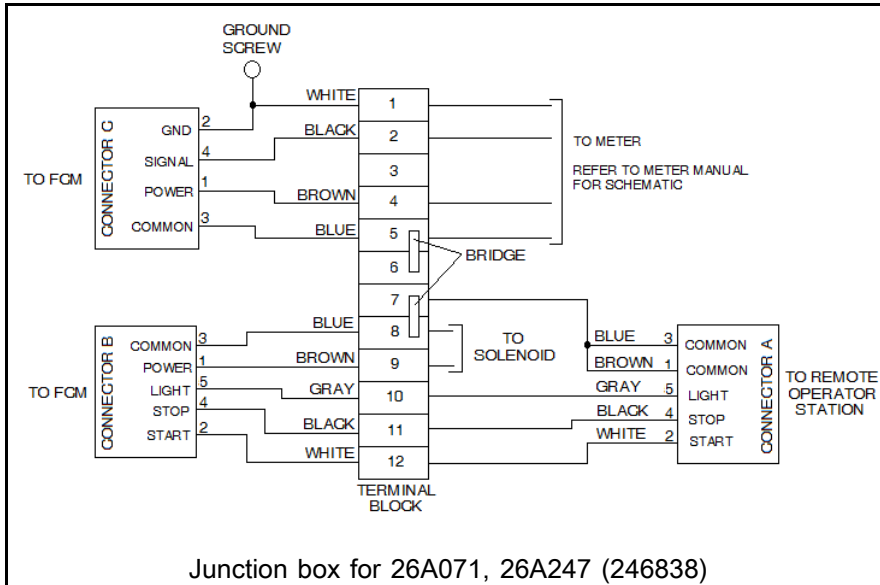 GROUND
SCREW
WHITE
1
GND
2
BLACK
2
TO METER
SIGNAL
4
3
REFER TO METER MANUAL
FOR SCHEMATIC
TO FCM
CONNECTOR C
POWER
1
BROWN
4
COMMON
3
BLUE
5
BRIDGE
6
7
BLUE
8
TO
SOLENOID
COMMON
3
BROWN
9
POWER
1
TO FCM
CONNECTOR B
LIGHT
5
GRAY
10
STOP
4
BLACK
11
START
2
WHITE
12
BLUE
3
COMMON
BROWN
1
COMMON
GRAY
5
LIGHT
BLACK
4
STOP
WHITE
2
START
CONNECTOR A
TO REMOTE
OPERATOR
STATION
TERMINAL
BLOCK
Junction box for 26A071, 26A247 (246838)